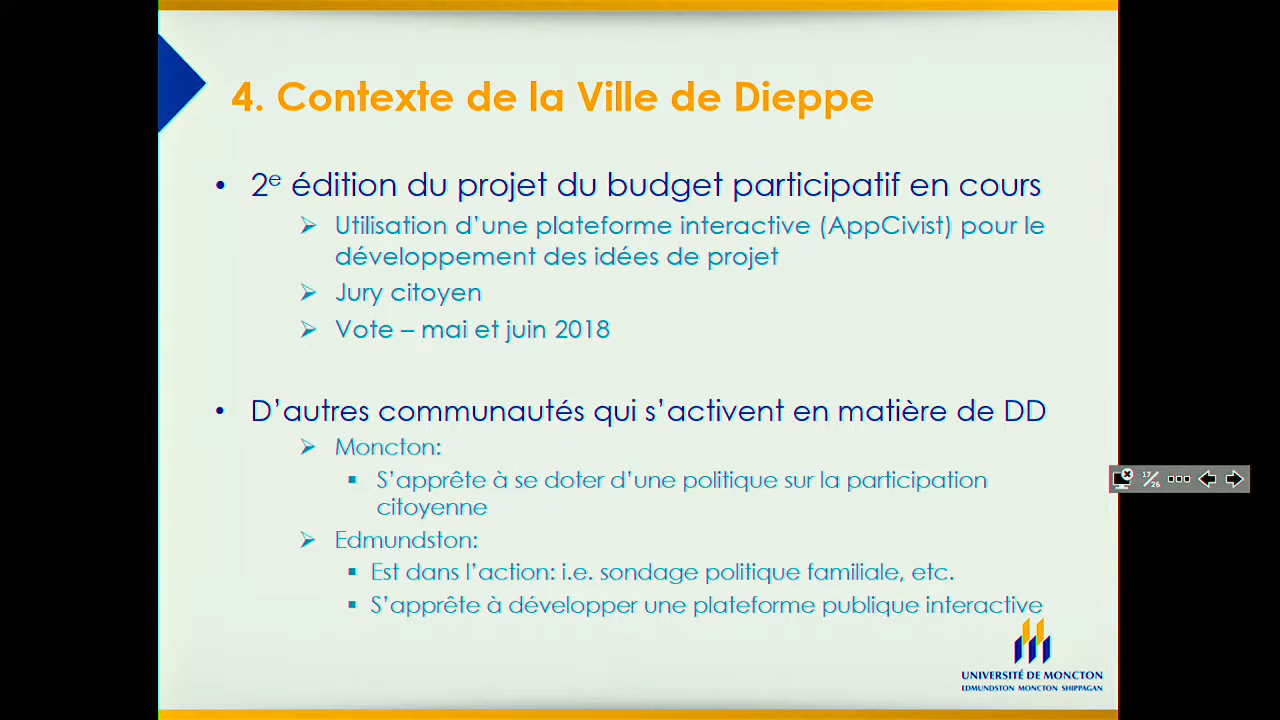 4. Contexte de la Ville de Dieppe
• 2e édition du projet du budget participatif en cours
➢ Utilisation d’une plateforme interactive (AppCivist) pour le
développement des idées de projet
➢ Jury citoyen
➢ Vote – mai et juin 2018
• D’autres communautés qui s’activent en matière de DD
➢ Moncton:
▪ S’apprête à se doter d’une politique sur la participation
citoyenne
➢ Edmundston:
▪ Est dans l’action: i.e. sondage politique familiale, etc.
▪ S’apprête à développer une plateforme publique interactive
17/26
UNIVERSITÉ DE MONCTON
EDMUNDSTON MONCTON SHIPPAGAN